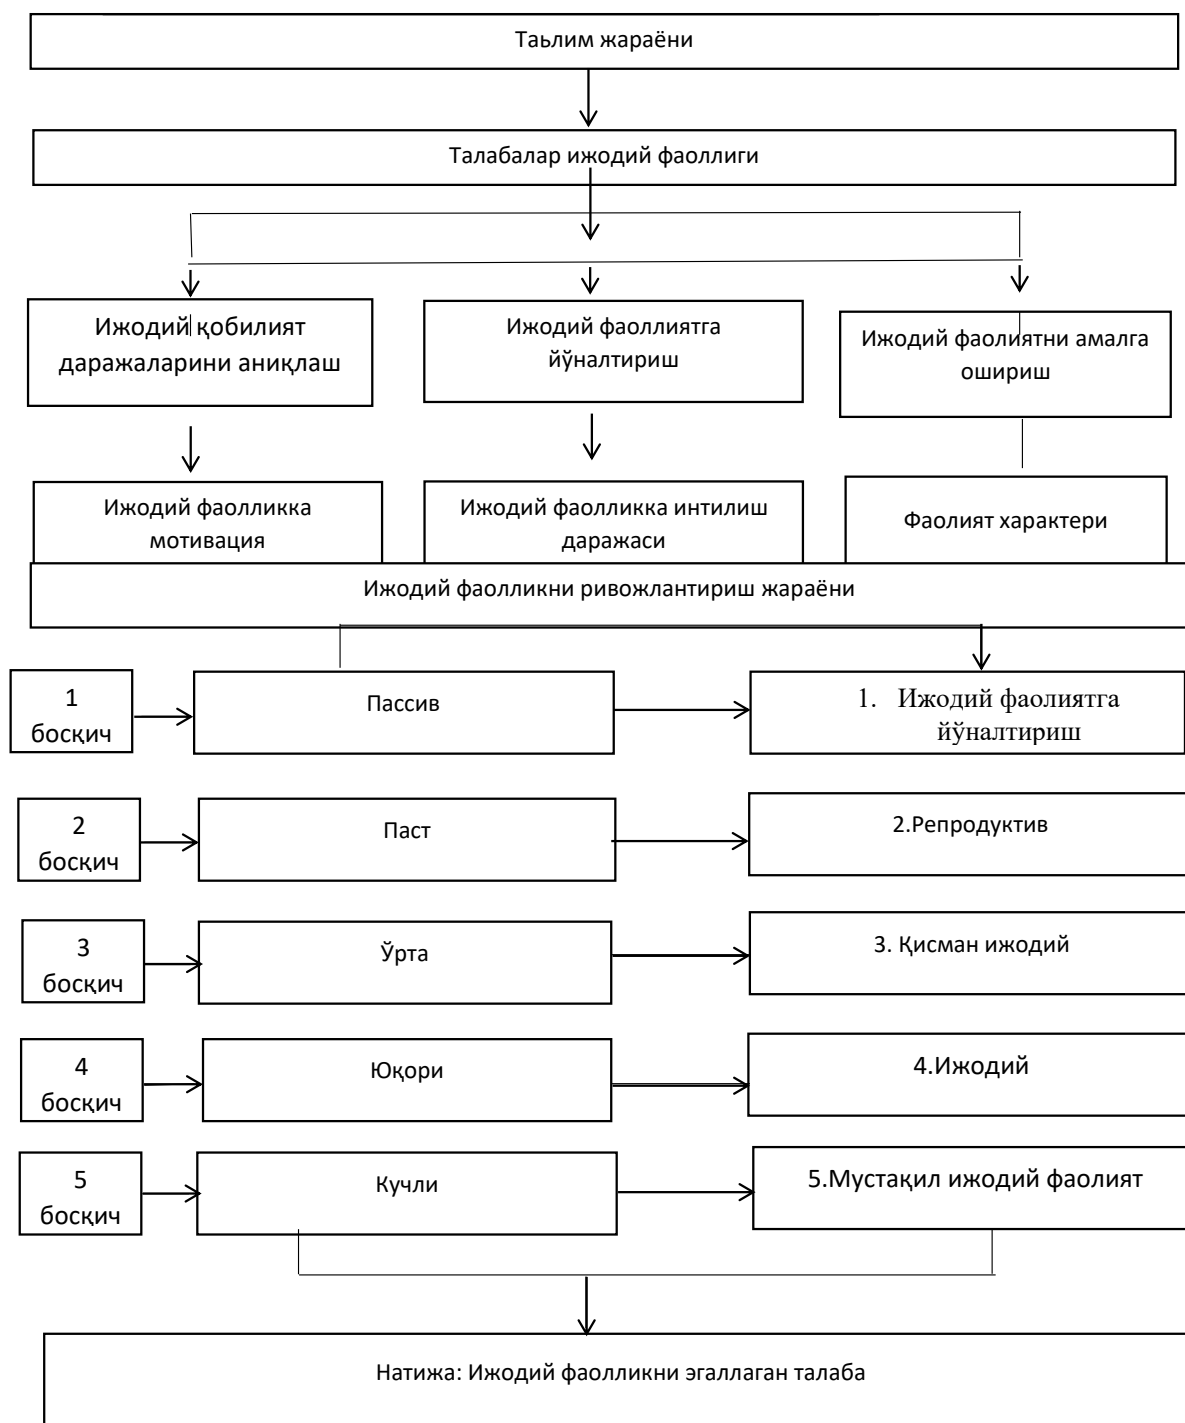 Таьлим жараёни
Талабалар ижодий фаоллиги
Ижодий қобилият
даражаларини аниқлаш
Ижодий фаоллиятга
йўналтириш
Ижодий фаолиятни амалга
ошириш
Ижодий фаолликка
мотивация
Ижодий фаолликка интилиш
даражаси
Фаолият характери
Ижодий фаолликни ривожлантириш жараёни
1
босқич
Пассив
1. Ижодий фаолиятга
йўналтириш
2
босқич
Паст
2.Репродуктив
3
босқич
Ўрта
3. Қисман ижодий
4
босқич
Юқори
4.Ижодий
5
босқич
Кучли
5.Мустақил ижодий фаолият
Натижа: Ижодий фаолликни эгаллаган талаба